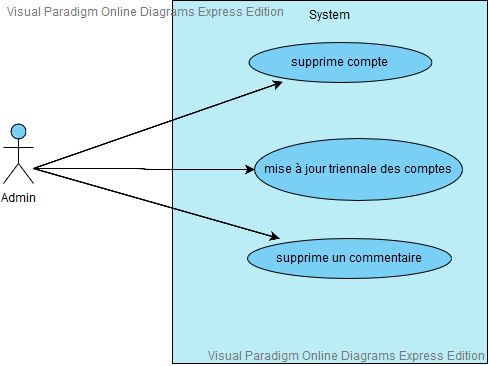 Visual Paradigm Online Diagrams Express Edition
System
supprime compte
mise à jour triennale des comptes
Admin
supprime un commentaire
Visual Paradigm Online Diagrams Express Edition